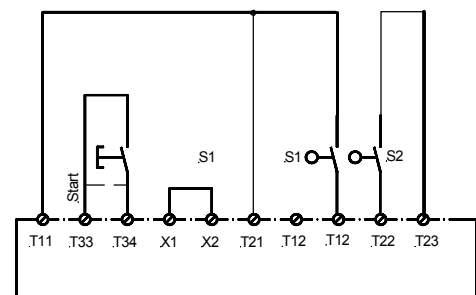 .S1
.S1
.S2
.Start
.T11
.T33
.T34
X1
X2
.T21
.T12
.T12
.T22
.T23